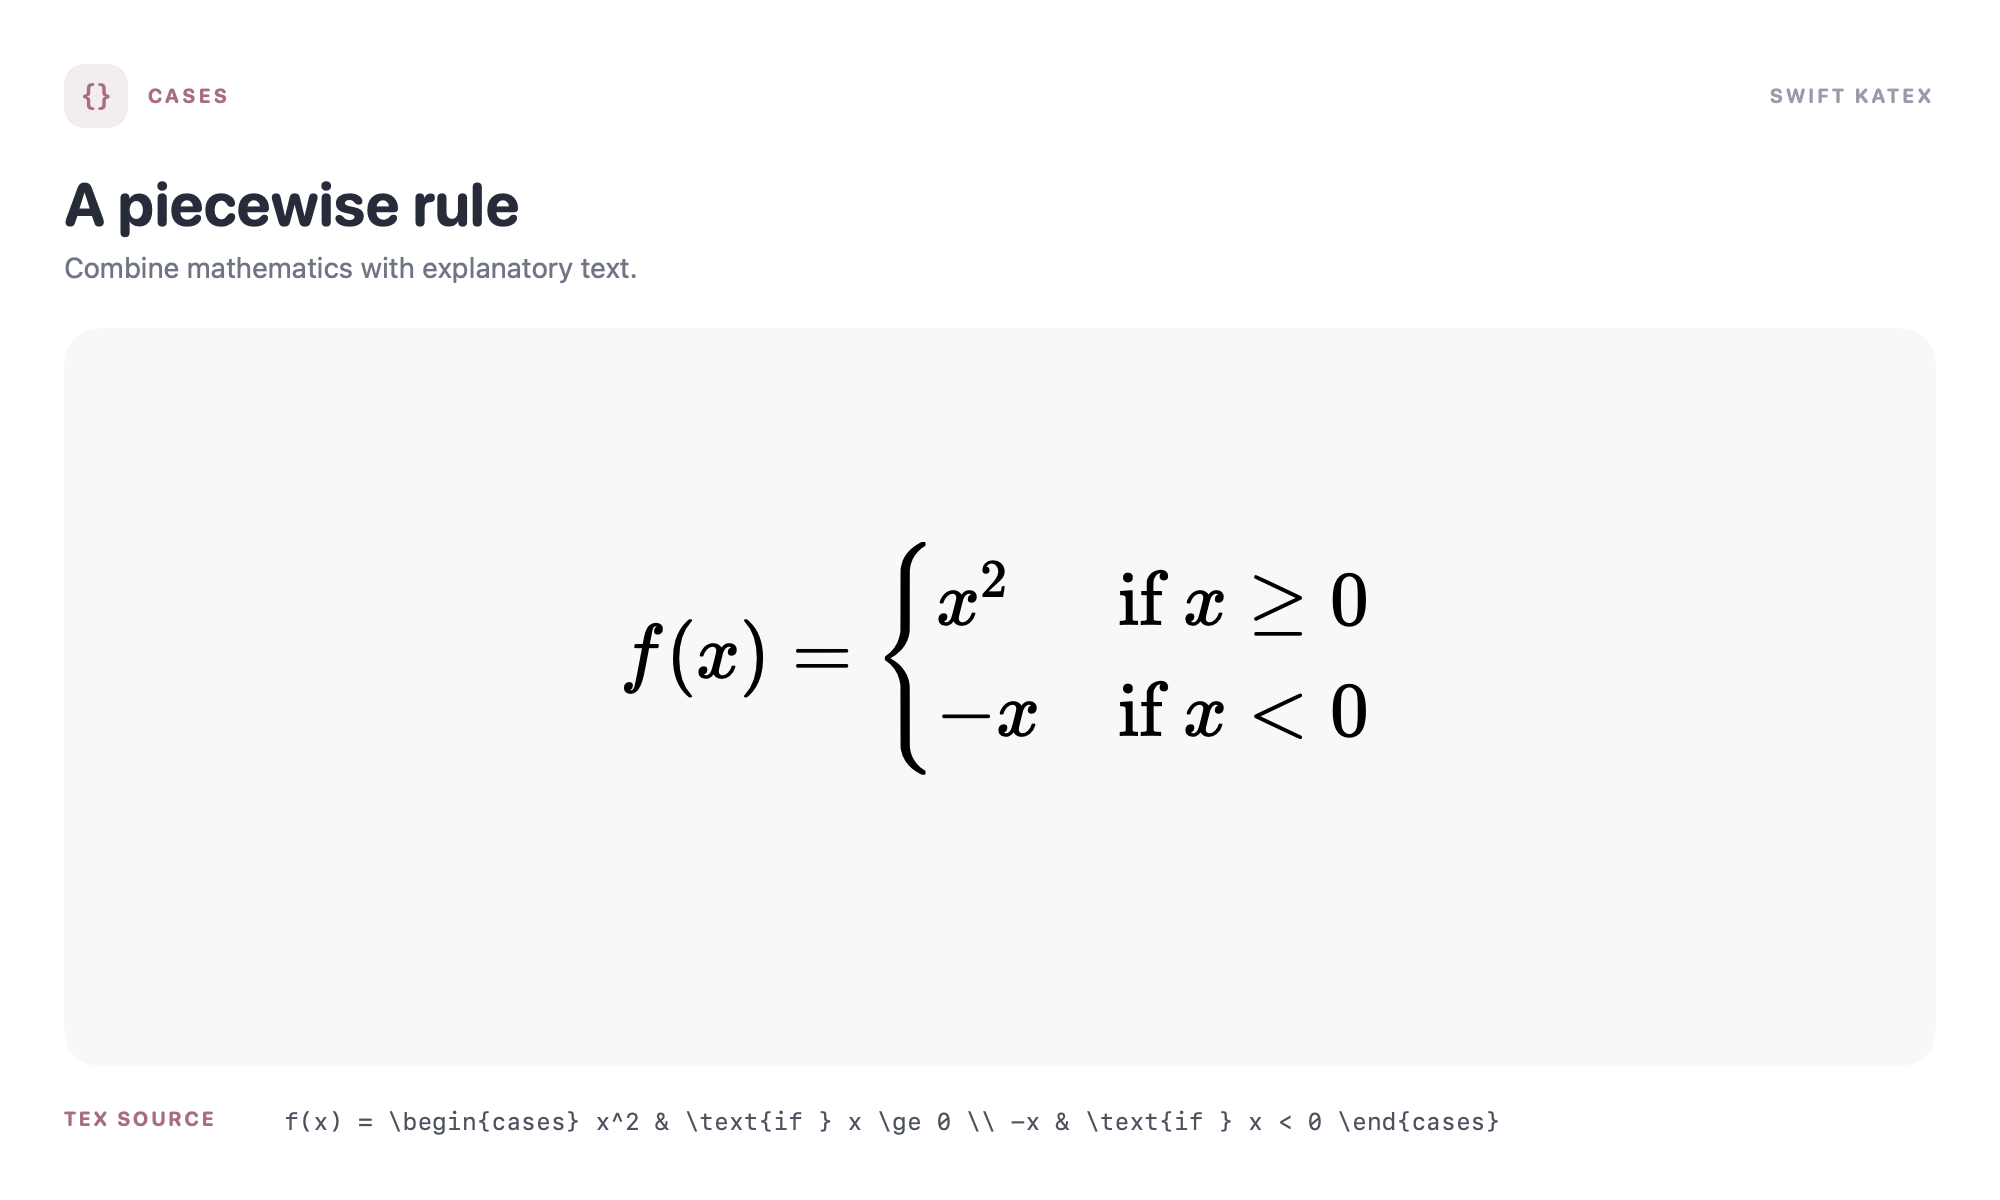 {} CASES
SWIFT KATEX
A piecewise rule
Combine mathematics with explanatory text.
f(x) = { x² if x ≥ 0
−x if x < 0
TEX SOURCE f(x) = \begin{cases} x^2 & \text{if } x \ge 0 \\ −x & \text{if } x < 0 \end{cases}